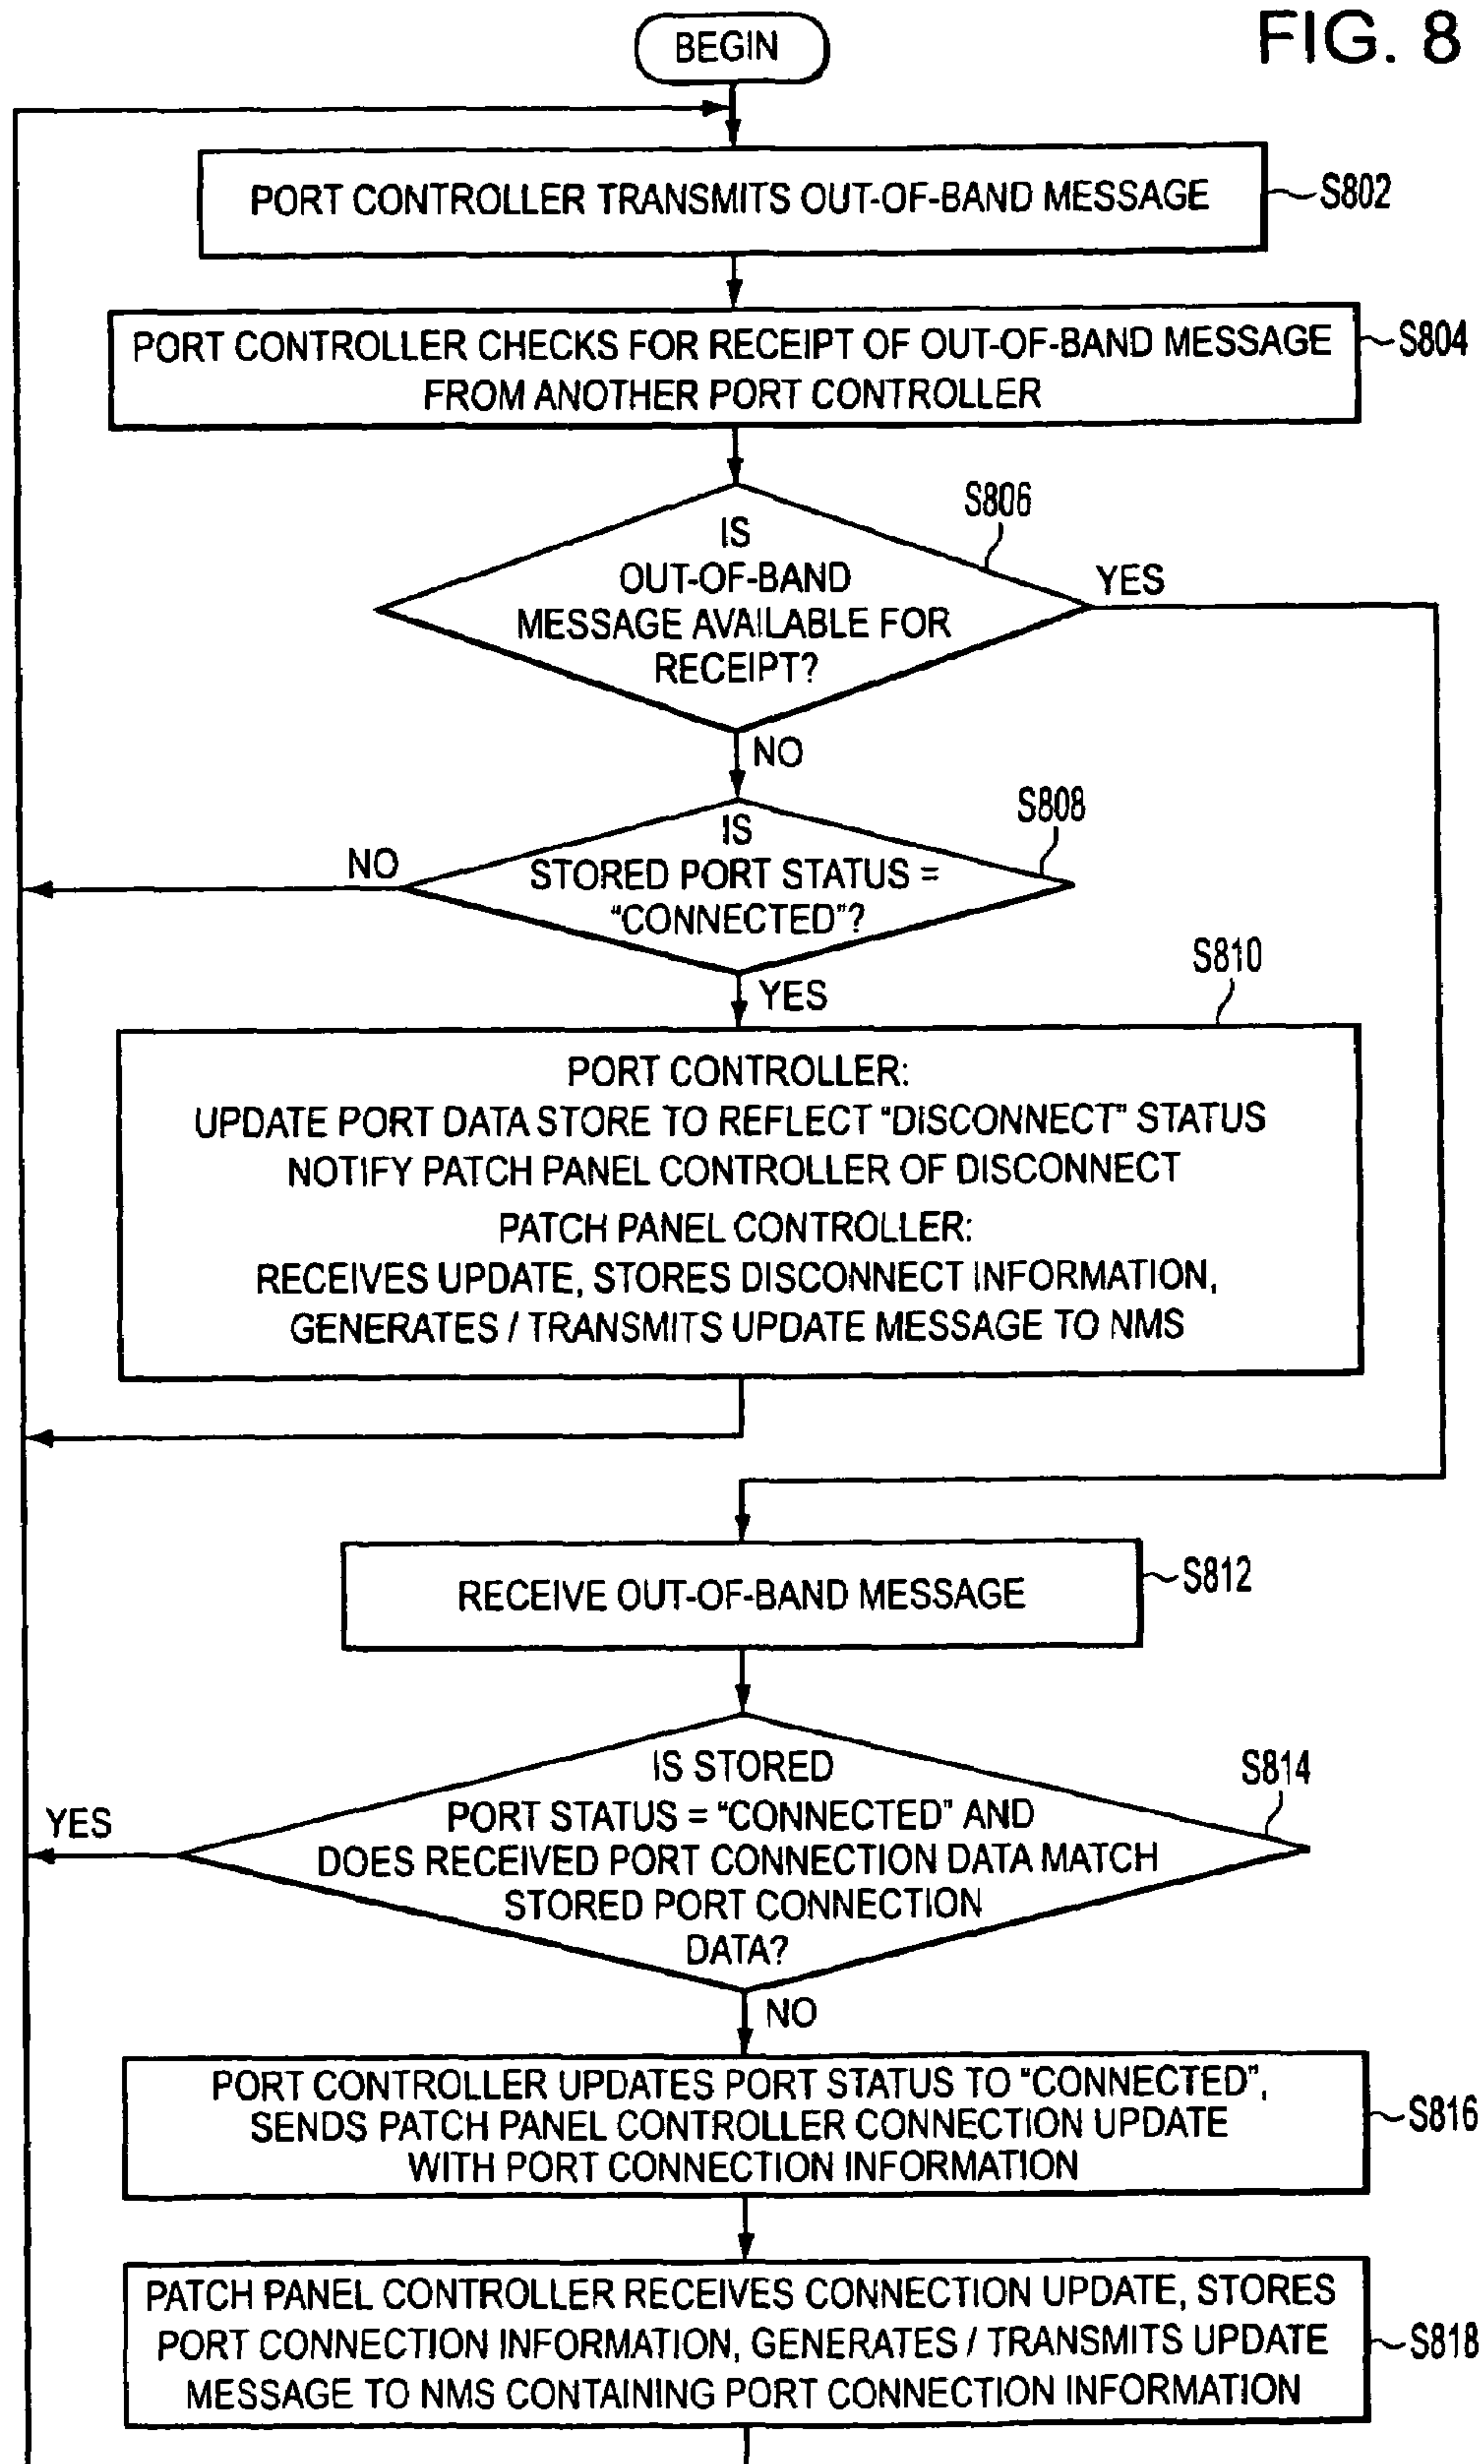 FIG. 8
BEGIN
PORT CONTROLLER TRANSMITS OUT-OF-BAND MESSAGE
S802
PORT CONTROLLER CHECKS FOR RECEIPT OF OUT-OF-BAND MESSAGE
FROM ANOTHER PORT CONTROLLER
S804
S806
IS
OUT-OF-BAND
MESSAGE AVAILABLE FOR
RECEIPT?
YES
NO
S808
IS
STORED PORT STATUS =
"CONNECTED"?
NO
YES
S810
PORT CONTROLLER:
UPDATE PORT DATA STORE TO REFLECT "DISCONNECT" STATUS
NOTIFY PATCH PANEL CONTROLLER OF DISCONNECT
PATCH PANEL CONTROLLER:
RECEIVES UPDATE, STORES DISCONNECT INFORMATION,
GENERATES / TRANSMITS UPDATE MESSAGE TO NMS
RECEIVE OUT-OF-BAND MESSAGE
S812
IS STORED
PORT STATUS = "CONNECTED" AND
DOES RECEIVED PORT CONNECTION DATA MATCH
STORED PORT CONNECTION
DATA?
S814
YES
NO
PORT CONTROLLER UPDATES PORT STATUS TO "CONNECTED",
SENDS PATCH PANEL CONTROLLER CONNECTION UPDATE
WITH PORT CONNECTION INFORMATION
S816
PATCH PANEL CONTROLLER RECEIVES CONNECTION UPDATE, STORES
PORT CONNECTION INFORMATION, GENERATES / TRANSMITS UPDATE
MESSAGE TO NMS CONTAINING PORT CONNECTION INFORMATION
S818